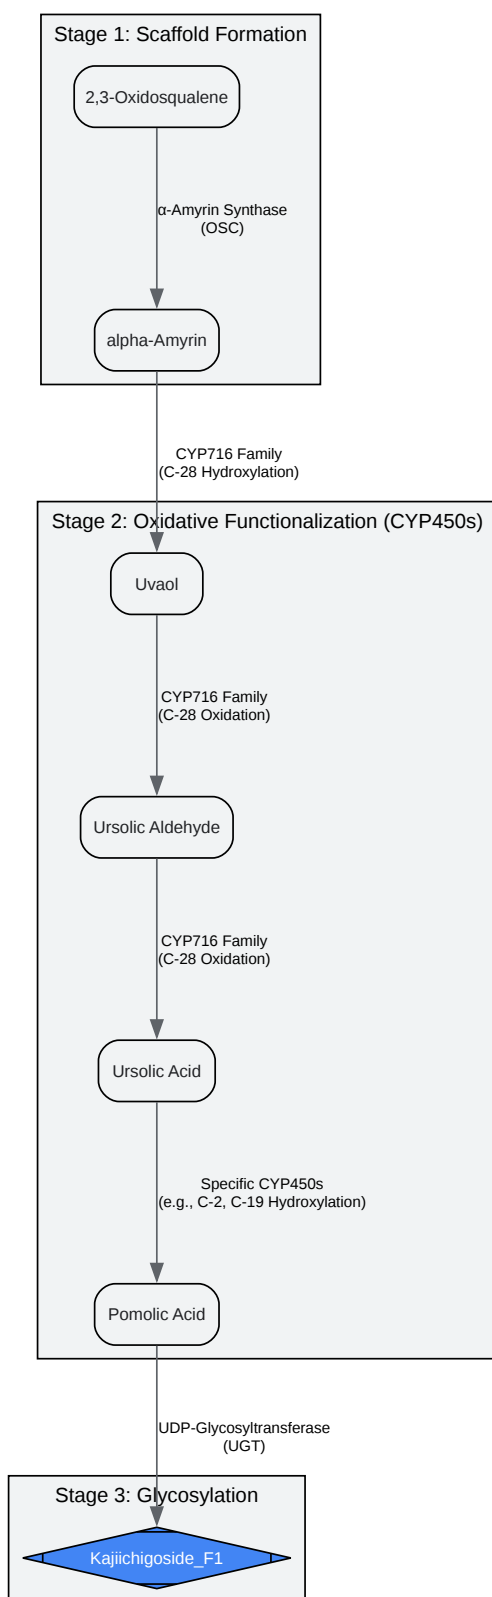 Stage 1: Scaffold Formation
2,3-Oxidosqualene
α-Amyrin Synthase
(OSC)
alpha-Amyrin
CYP716 Family
(C-28 Hydroxylation)
Stage 2: Oxidative Functionalization (CYP450s)
Uvaol
CYP716 Family
(C-28 Oxidation)
Ursolic Aldehyde
CYP716 Family
(C-28 Oxidation)
Ursolic Acid
Specific CYP450s
(e.g., C-2, C-19 Hydroxylation)
Pomolic Acid
UDP-Glycosyltransferase
(UGT)
Stage 3: Glycosylation
Kajiichigoside_F1